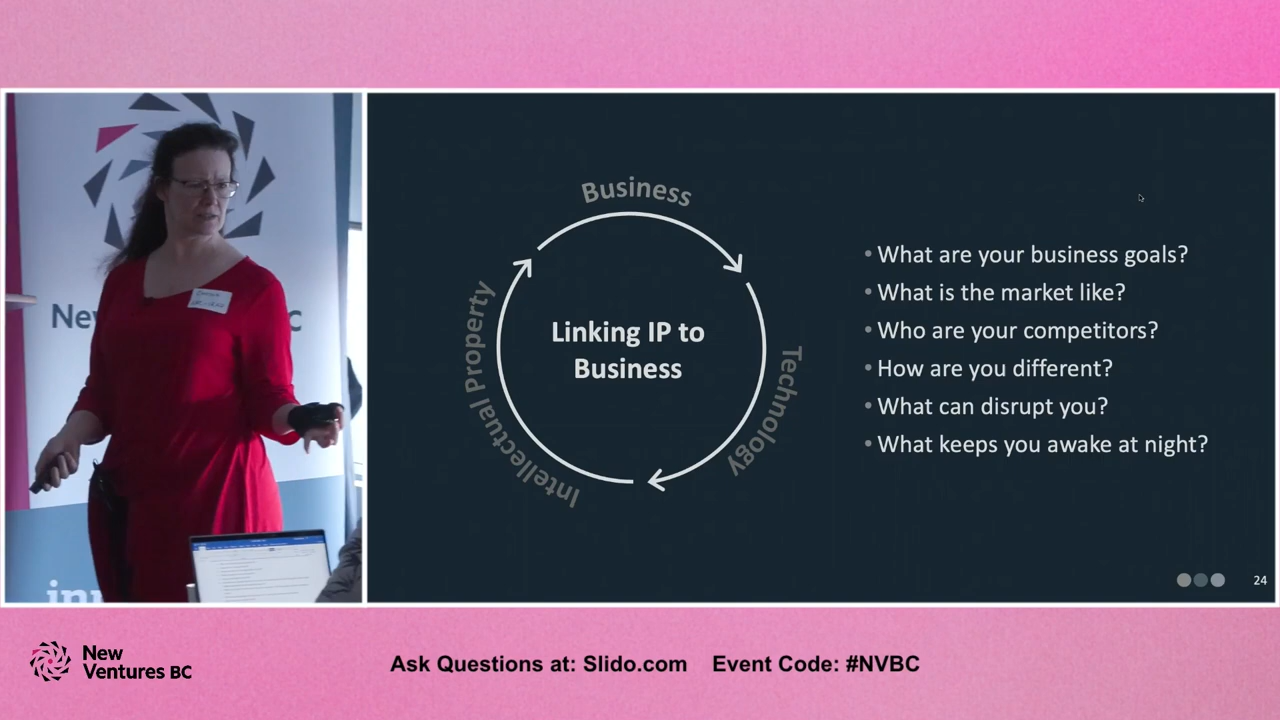 Business
Technology
Intellectual Property
Linking IP to
Business
• What are your business goals?
• What is the market like?
• Who are your competitors?
• How are you different?
• What can disrupt you?
• What keeps you awake at night?
24
New
Ventures BC
Ask Questions at: Slido.com Event Code: #NVBC